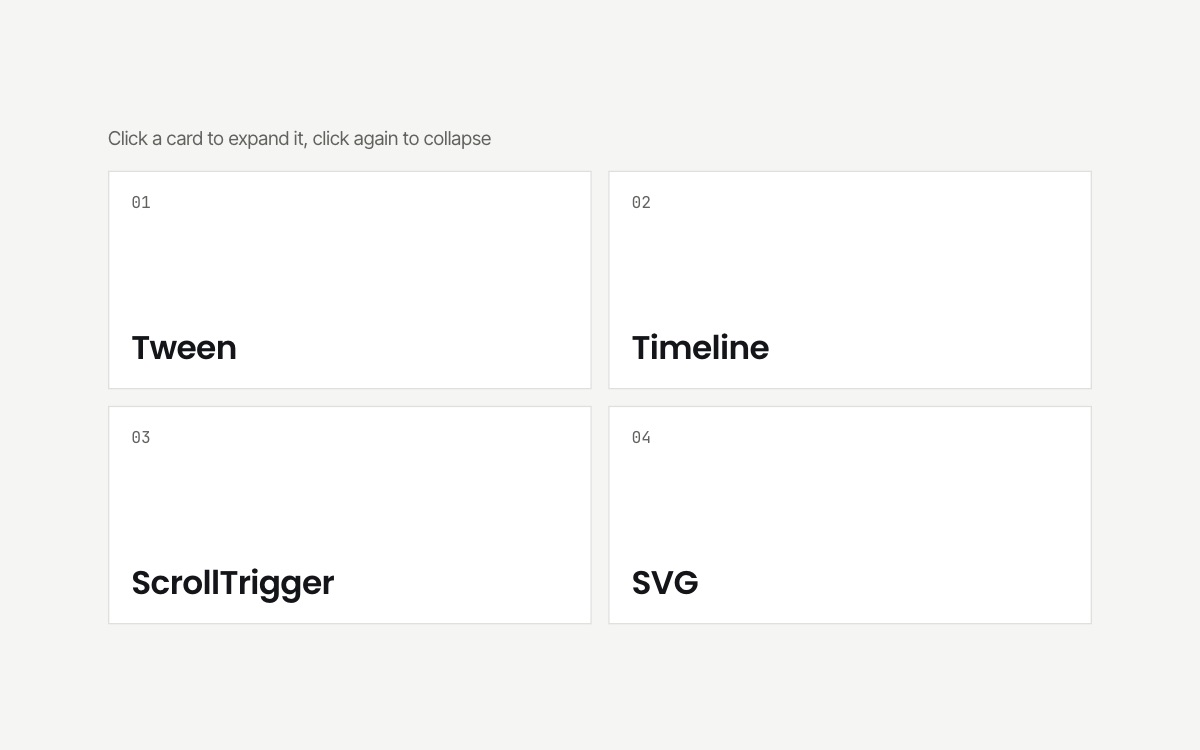 Click a card to expand it, click again to collapse
01
02
Tween
Timeline
03
04
ScrollTrigger
SVG